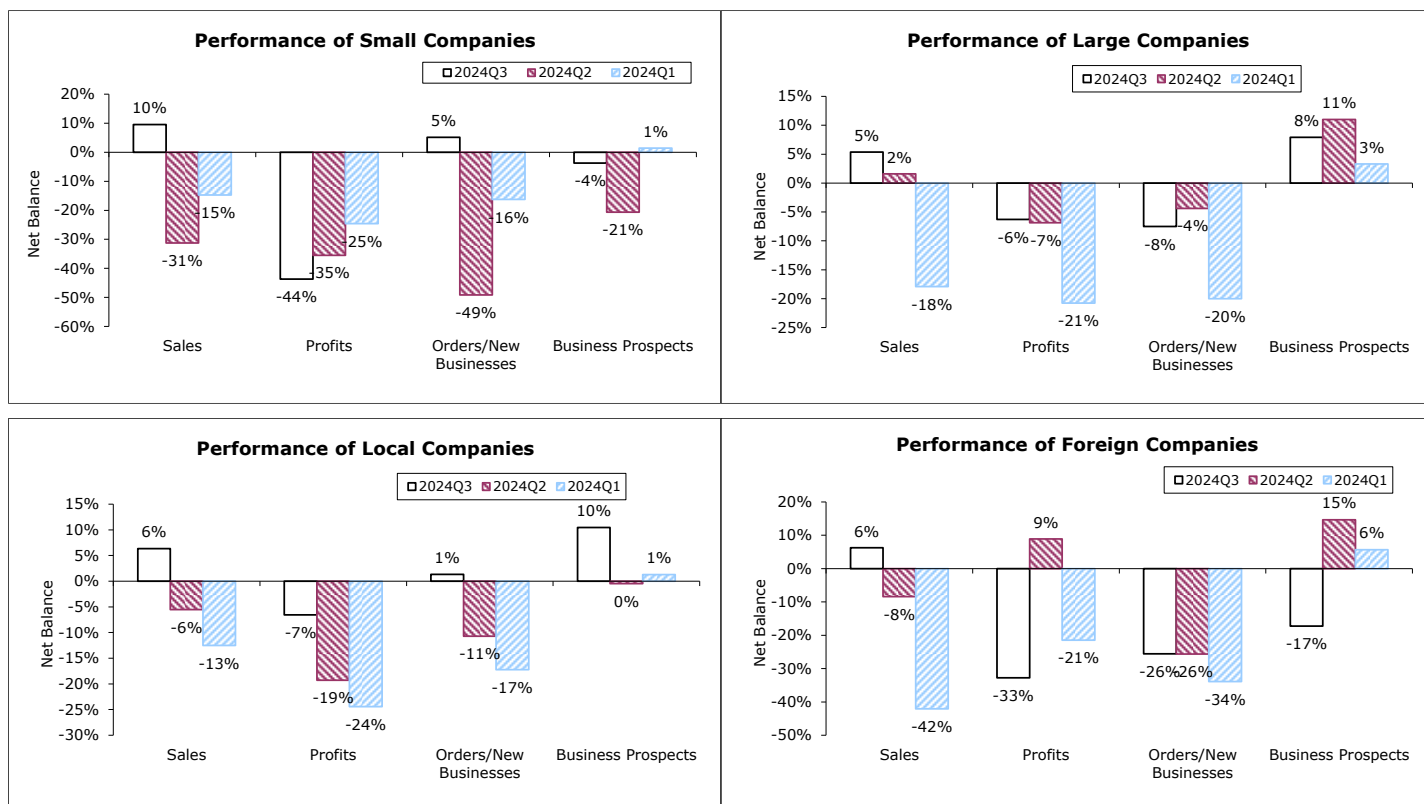 Performance of Small Companies
2024Q3 2024Q2 2024Q1
Net Balance
20%
10%
0%
-10%
-20%
-30%
-40%
-50%
-60%
10% -31% -15%
-44% -35% -25%
5% -49% -16%
-4% -21% 1%
Sales Profits Orders/New Businesses Business Prospects
Performance of Large Companies
2024Q3 2024Q2 2024Q1
Net Balance
15%
10%
5%
0%
-5%
-10%
-15%
-20%
-25%
5% 2% -18%
-6% -7% -21%
-8% -4% -20%
8% 11% 3%
Sales Profits Orders/New Businesses Business Prospects
Performance of Local Companies
2024Q3 2024Q2 2024Q1
Net Balance
15%
10%
5%
0%
-5%
-10%
-15%
-20%
-25%
-30%
6% -6% -13%
-7% -19% -24%
1% -11% -17%
10% 0% 1%
Sales Profits Orders/New Businesses Business Prospects
Performance of Foreign Companies
2024Q3 2024Q2 2024Q1
Net Balance
20%
10%
0%
-10%
-20%
-30%
-40%
-50%
6% -8% -42%
-33% 9% -21%
-26% -26% -34%
-17% 15% 6%
Sales Profits Orders/New Businesses Business Prospects